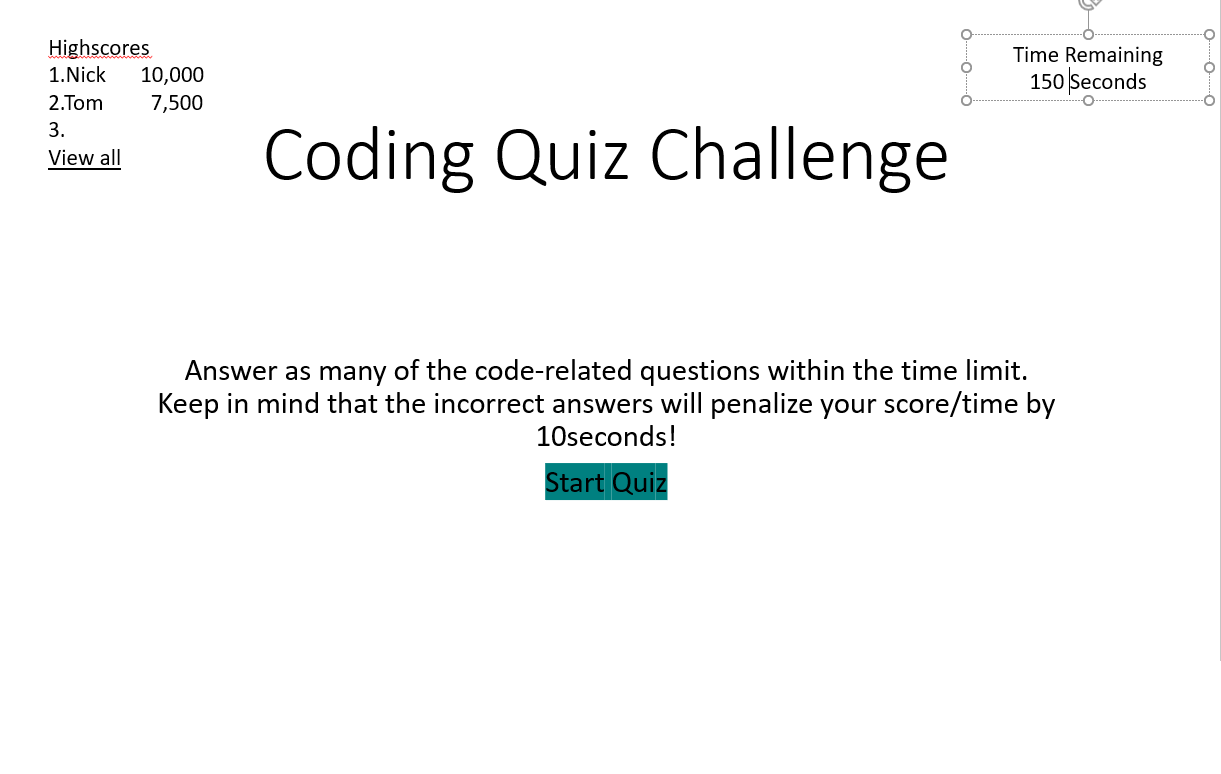 Highscores
1.Nick 10,000
2.Tom 7,500
3.
View all
Time Remaining
150 Seconds
Coding Quiz Challenge
Answer as many of the code-related questions within the time limit.
Keep in mind that the incorrect answers will penalize your score/time by
10seconds!
Start Quiz